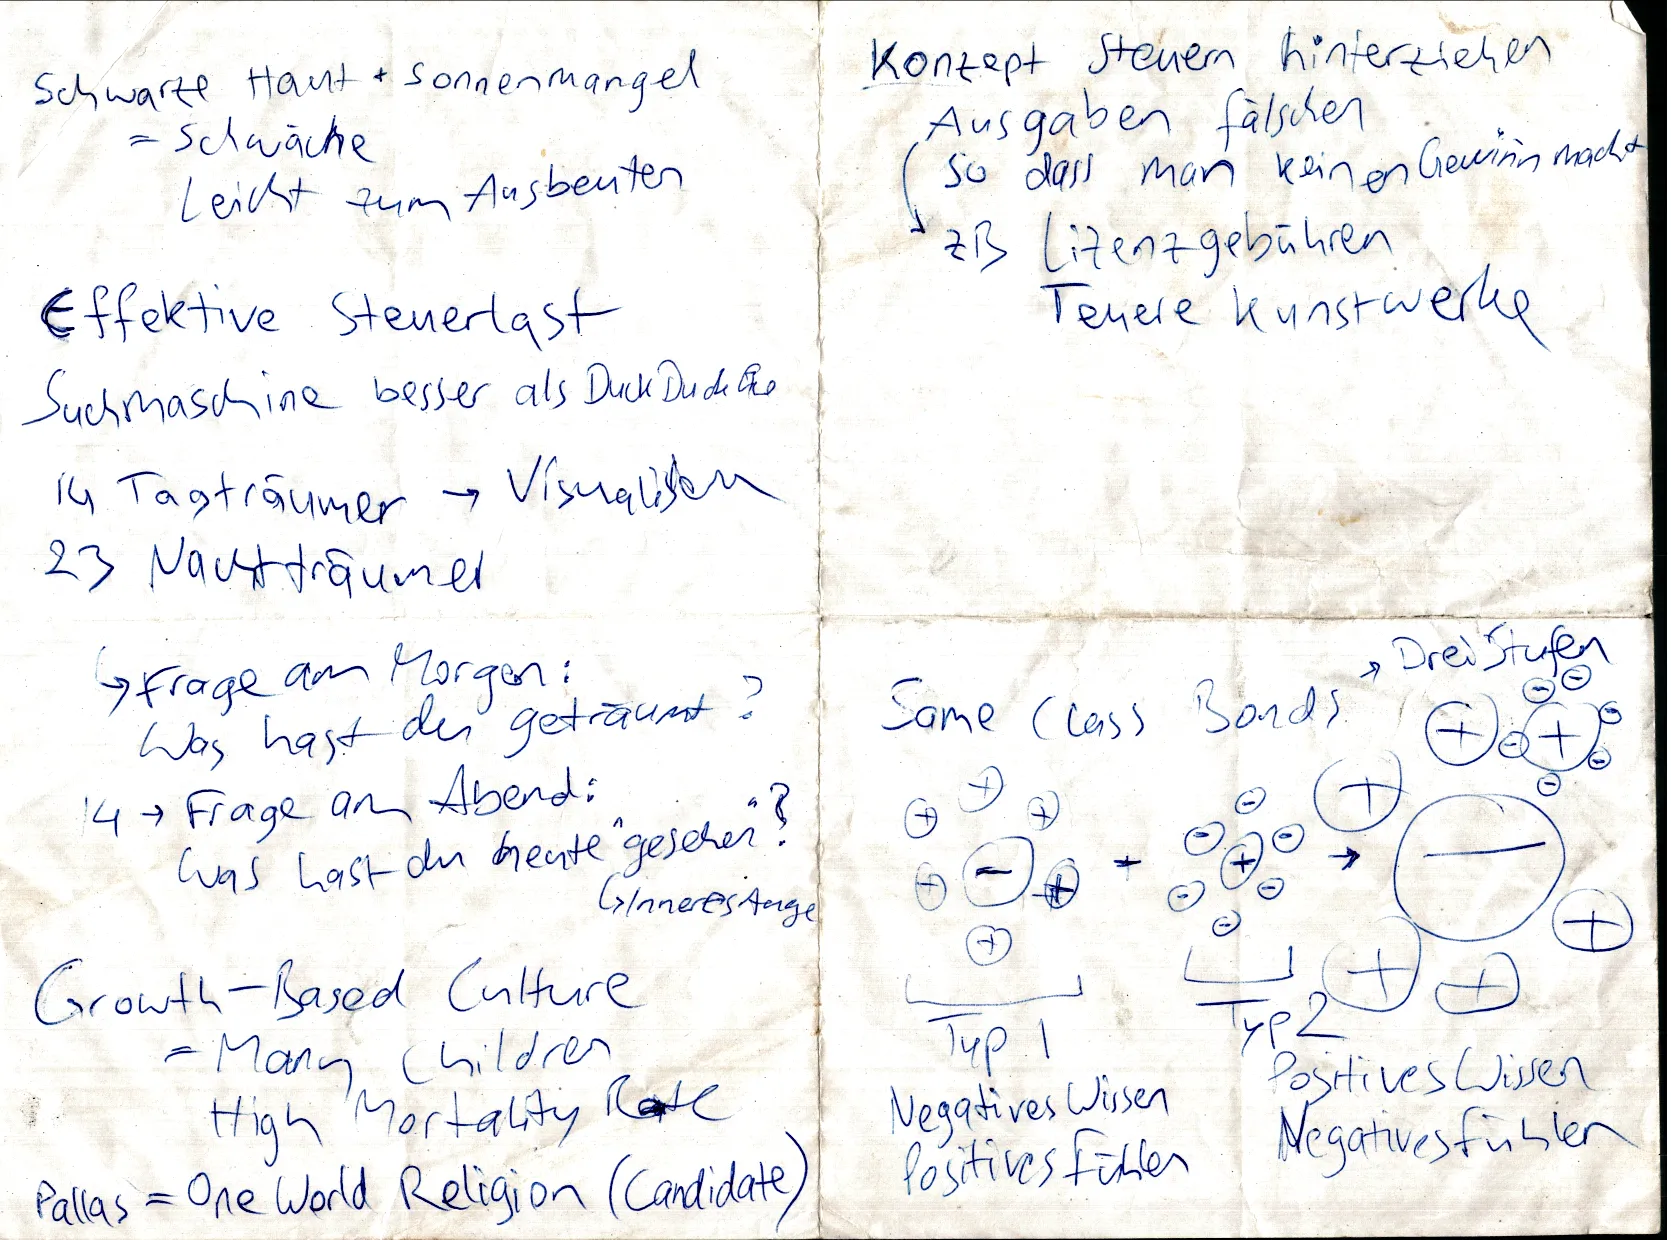 Schwarze Haut + Sonnenmangel
= Schwäche
Leicht zum Ausbeuten
Effektive Steuerlast
Suchmaschine besser als DuckDuckGo
14 Tagträumer → Visualisieren
23 Nachtträumer
↳ Frage am Morgen:
Was hast du geträumt?
14 → Frage am Abend:
Was hast du heute "gesehen"?
↳ Inneres Auge
Growth-Based Culture
= Many Children
High Mortality Rate
Pallas = One World Religion (Candidate)
Konzept Steuern hinterziehen
Ausgaben fälschen
so dass man keinen Gewinn macht
zB Lizenzgebühren
Teuere Kunstwerke
→ Drei Stufen
Same Class Bonds
+ - + →
Typ 1
Typ 2
Negatives Wissen
Positives fühlen
Positives Wissen
Negatives fühlen